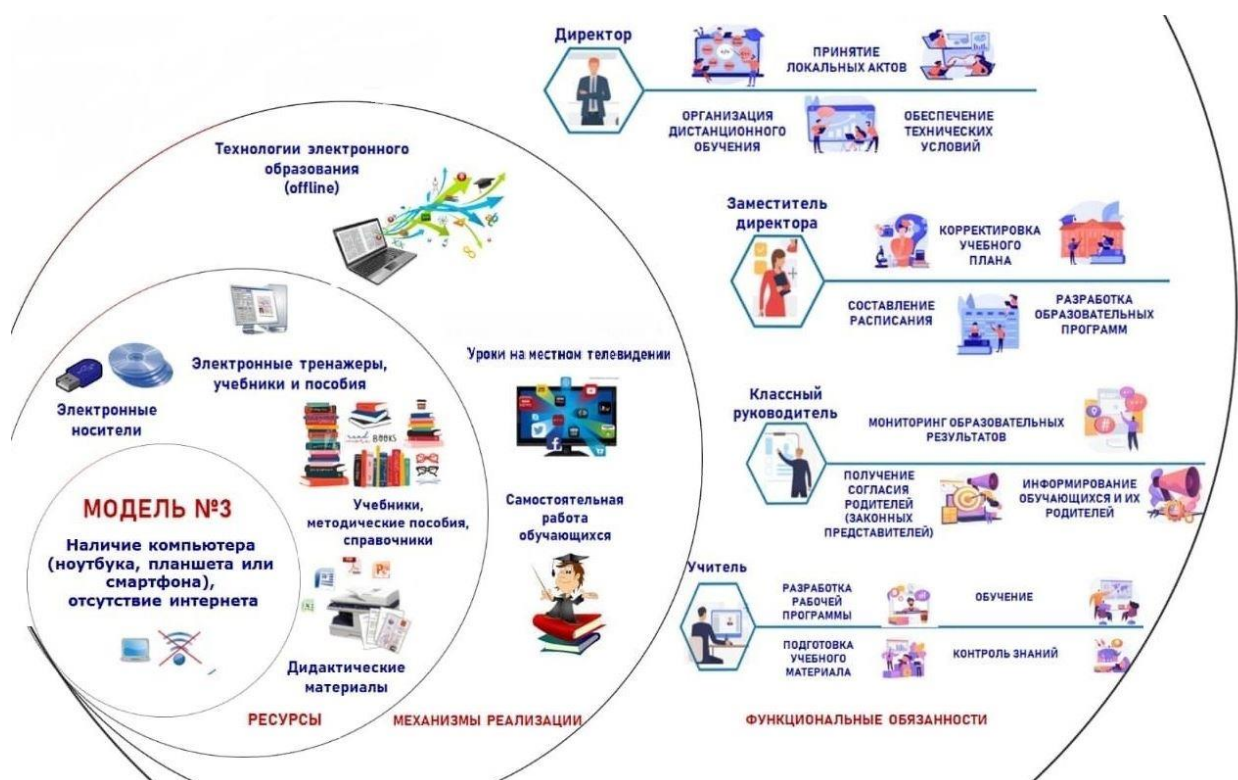 Директор
ПРИНЯТИЕ
ЛОКАЛЬНЫХ АКТОВ
ОРГАНИЗАЦИЯ
ДИСТАНЦИОННОГО
ОБУЧЕНИЯ
ОБЕСПЕЧЕНИЕ
ТЕХНИЧЕСКИХ
УСЛОВИЙ
Технологии электронного
образования
(offline)
Заместитель
директора
КОРРЕКТИРОВКА
УЧЕБНОГО
ПЛАНА
СОСТАВЛЕНИЕ
РАСПИСАНИЯ
РАЗРАБОТКА
ОБРАЗОВАТЕЛЬНЫХ
ПРОГРАММ
Электронные тренажеры,
учебники и пособия
Электронные
носители
Уроки на местном телевидении
Классный
руководитель
МОНИТОРИНГ ОБРАЗОВАТЕЛЬНЫХ
РЕЗУЛЬТАТОВ
ПОЛУЧЕНИЕ
СОГЛАСИЯ
РОДИТЕЛЕЙ
(ЗАКОННЫХ
ПРЕДСТАВИТЕЛЕЙ)
ИНФОРМИРОВАНИЕ
ОБУЧАЮЩИХСЯ И ИХ
РОДИТЕЛЕЙ
BOOKS
МОДЕЛЬ №3
Наличие компьютера
(ноутбука, планшета или
смартфона),
отсутствие интернета
Учебники,
методические пособия,
справочники
Самостоятельная
работа
обучающихся
Учитель
РАЗРАБОТКА
РАБОЧЕЙ
ПРОГРАММЫ
ОБУЧЕНИЕ
ПОДГОТОВКА
УЧЕБНОГО
МАТЕРИАЛА
КОНТРОЛЬ ЗНАНИЙ
Дидактические
материалы
РЕСУРСЫ
МЕХАНИЗМЫ РЕАЛИЗАЦИИ
ФУНКЦИОНАЛЬНЫЕ ОБЯЗАННОСТИ